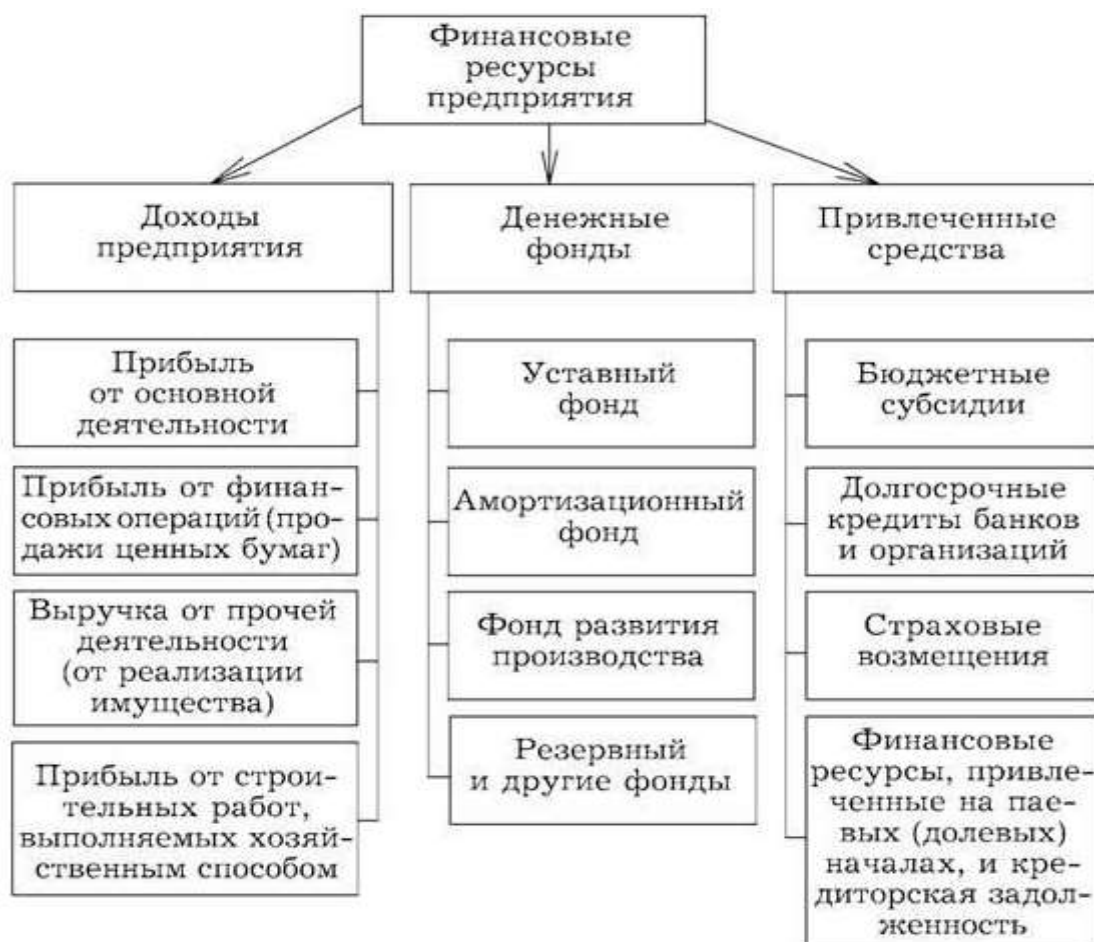 Финансовые
ресурсы
предприятия
Доходы
предприятия
Денежные
фонды
Привлеченные
средства
Прибыль
от основной
деятельности
Прибыль от финан-
совых операций (про-
дажи ценных бумаг)
Выручка от прочей
деятельности
(от реализации
имущества)
Прибыль от строи-
тельных работ,
выполняемых хозяй-
ственным способом
Уставный
фонд
Амортизационный
фонд
Фонд развития
производства
Резервный
и другие фонды
Бюджетные
субсидии
Долгосрочные
кредиты банков
и организаций
Страховые
возмещения
Финансовые
ресурсы, привле-
ченные на пае-
вых (долевых)
началах, и кре-
диторская задол-
женность